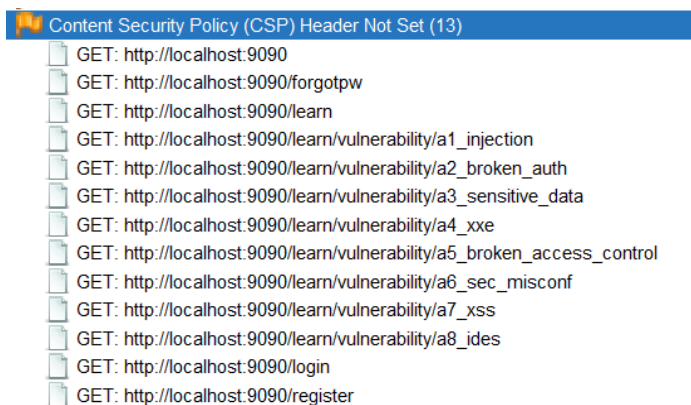 Content Security Policy (CSP) Header Not Set (13)
GET: http://localhost:9090
GET: http://localhost:9090/forgotpw
GET: http://localhost:9090/learn
GET: http://localhost:9090/learn/vulnerability/a1_injection
GET: http://localhost:9090/learn/vulnerability/a2_broken_auth
GET: http://localhost:9090/learn/vulnerability/a3_sensitive_data
GET: http://localhost:9090/learn/vulnerability/a4_xxe
GET: http://localhost:9090/learn/vulnerability/a5_broken_access_control
GET: http://localhost:9090/learn/vulnerability/a6_sec_misconf
GET: http://localhost:9090/learn/vulnerability/a7_xss
GET: http://localhost:9090/learn/vulnerability/a8_ides
GET: http://localhost:9090/login
GET: http://localhost:9090/register